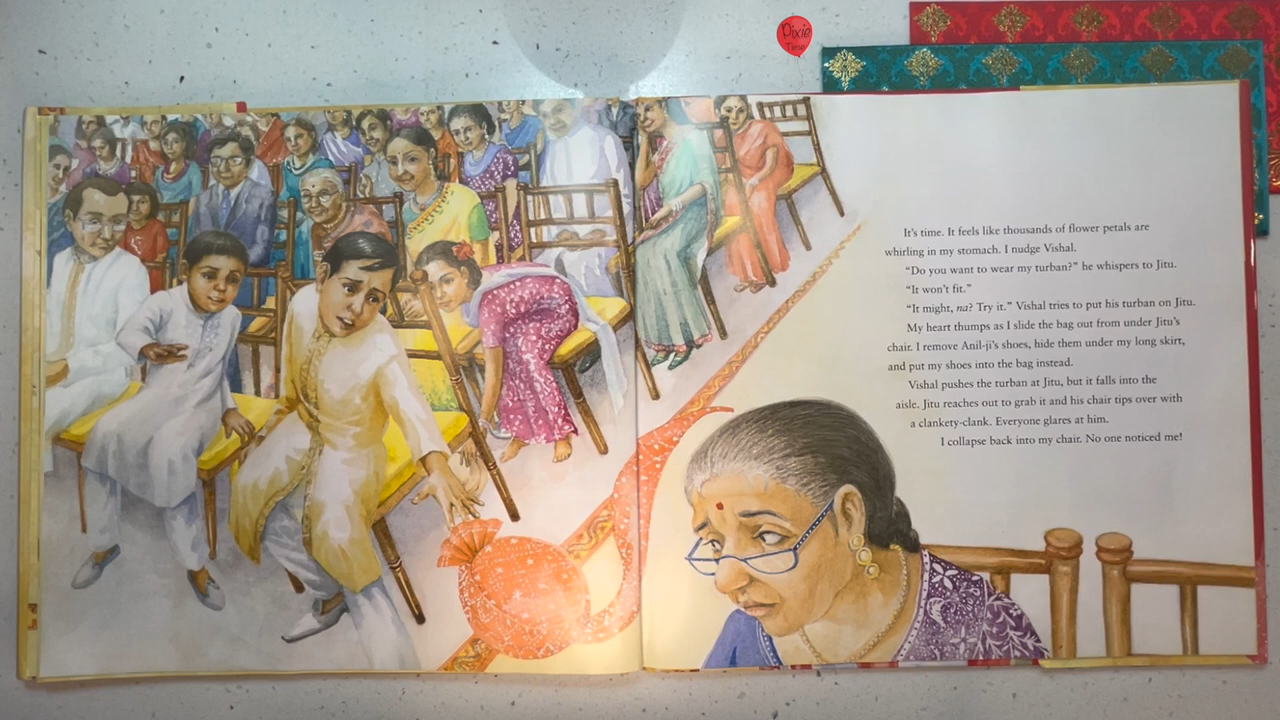 Pixie
Time
It's time. It feels like thousands of flower petals are
whirling in my stomach. I nudge Vishal.
“Do you want to wear my turban?” he whispers to Jitu.
“It won't fit.”
“It might, na? Try it.” Vishal tries to put his turban on Jitu.
My heart thumps as I slide the bag out from under Jitu's
chair. I remove Anil-ji's shoes, hide them under my long skirt,
and put my shoes into the bag instead.
Vishal pushes the turban at Jitu, but it falls into the
aisle. Jitu reaches out to grab it and his chair tips over with
a clankety-clank. Everyone glares at him.
I collapse back into my chair. No one noticed me!